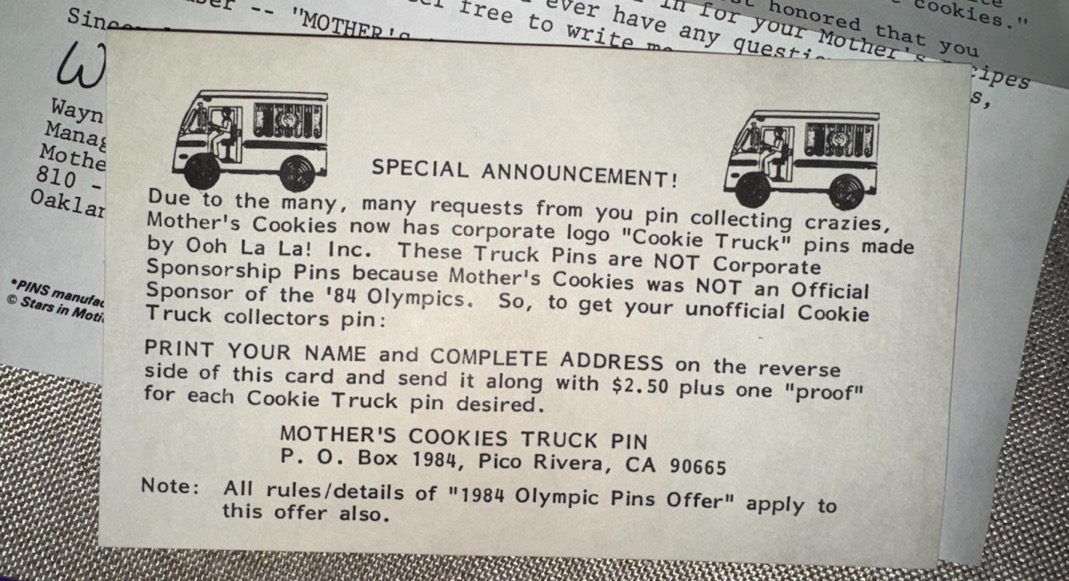 cookies."
honored that you
in for your Mother's recipes
ever have any
free to write
-- "MOTHER'S
Wayn
Manag
Mothe
810 -
Oaklar
*PINS manufac
© Stars in Moti
SPECIAL ANNOUNCEMENT!
Due to the many, many requests from you pin collecting crazies,
Mother's Cookies now has corporate logo "Cookie Truck" pins made
by Ooh La La! Inc. These Truck Pins are NOT Corporate
Sponsorship Pins because Mother's Cookies was NOT an Official
Sponsor of the '84 Olympics. So, to get your unofficial Cookie
Truck collectors pin:
PRINT YOUR NAME and COMPLETE ADDRESS on the reverse
side of this card and send it along with $2.50 plus one "proof"
for each Cookie Truck pin desired.
MOTHER'S COOKIES TRUCK PIN
P. O. Box 1984, Pico Rivera, CA 90665
Note: All rules/details of "1984 Olympic Pins Offer" apply to
this offer also.